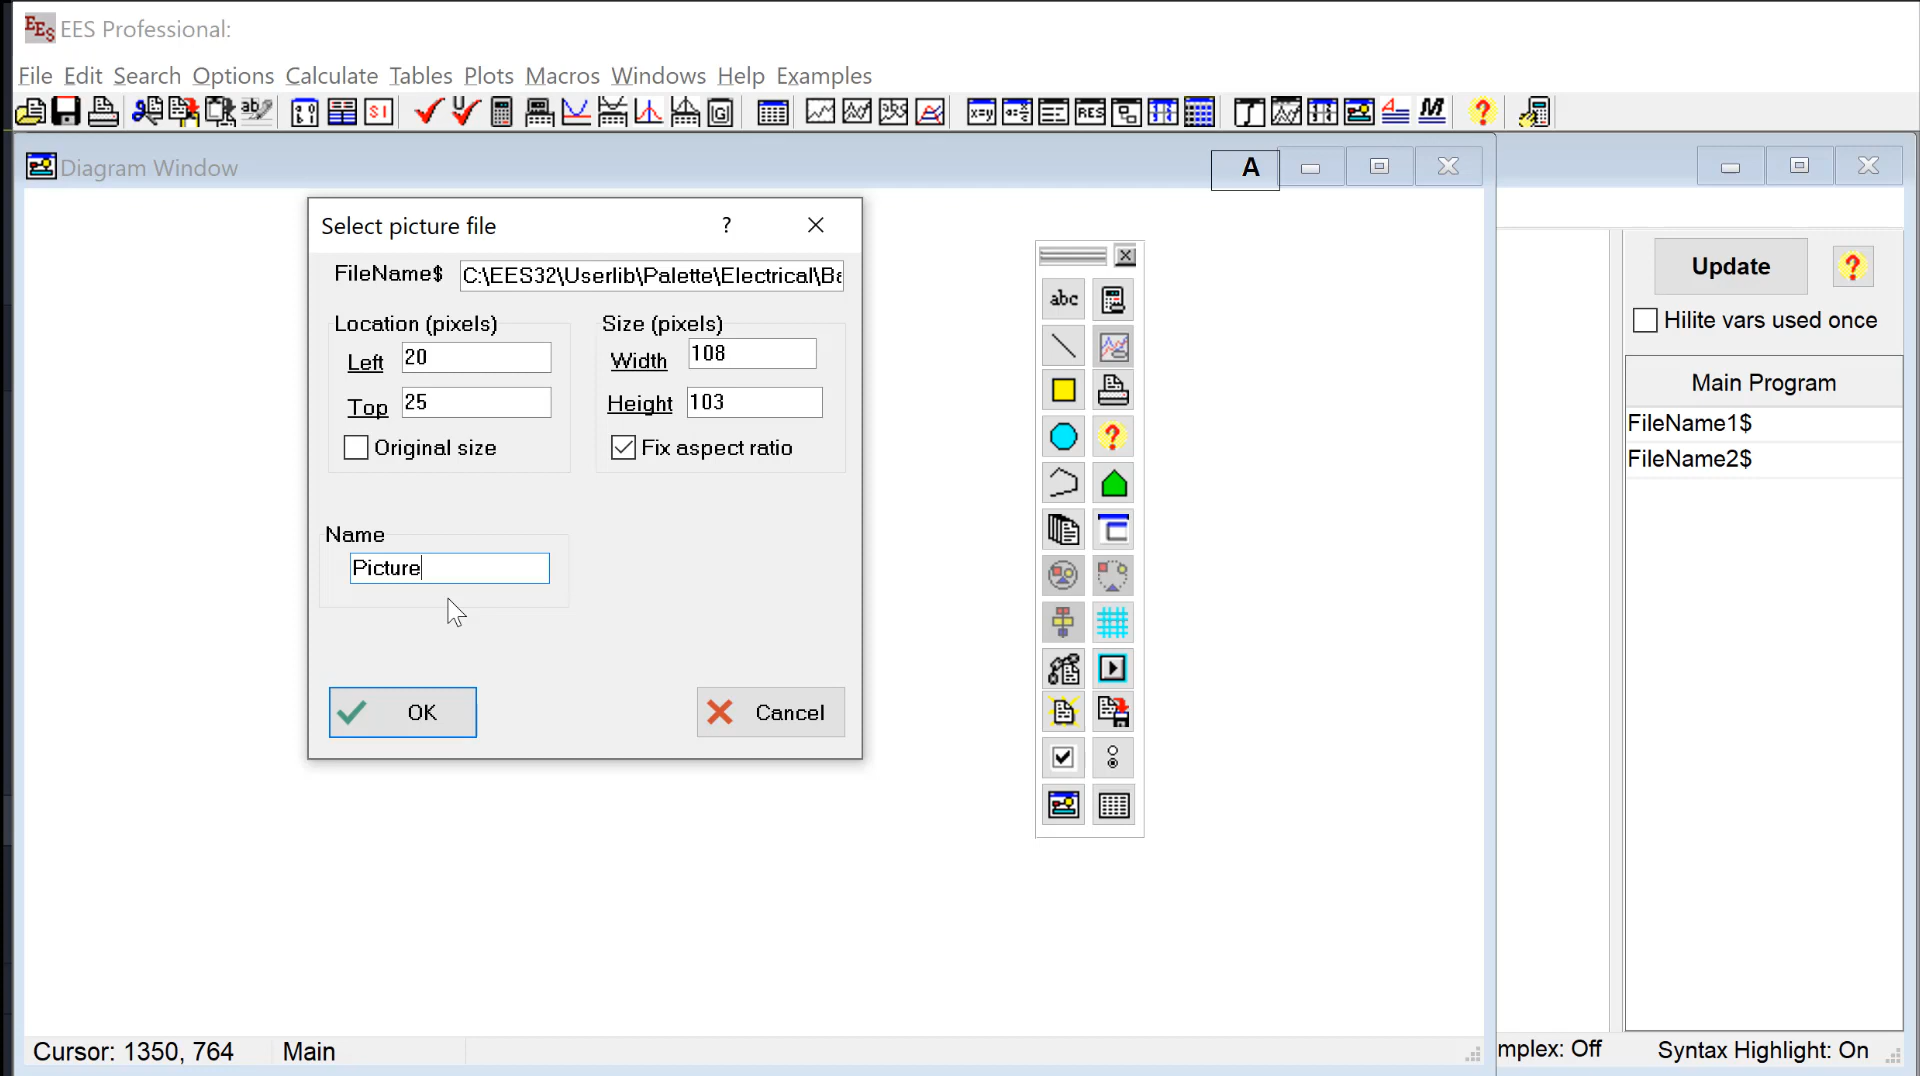 EES Professional:
File Edit Search Options Calculate Tables Plots Macros Windows Help Examples
Diagram Window
A
Select picture file
?
FileName$ C:\EES32\Userlib\Palette\Electrical\Ba
Location (pixels)
Size (pixels)
Left 20
Width 108
Top 25
Height 103
Original size
Fix aspect ratio
Name
Picture
OK
Cancel
abc
Update
Hilite vars used once
Main Program
FileName1$
FileName2$
Cursor: 1350, 764
Main
mplex: Off
Syntax Highlight: On